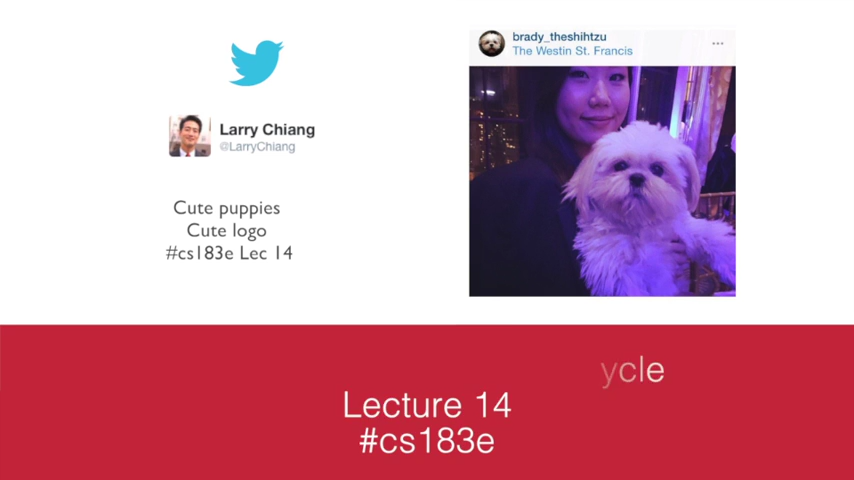 Larry Chiang
@LarryChiang
Cute puppies
Cute logo
#cs183e Lec 14
brady_theshihtzu
The Westin St. Francis
ycle
Lecture 14
#cs183e